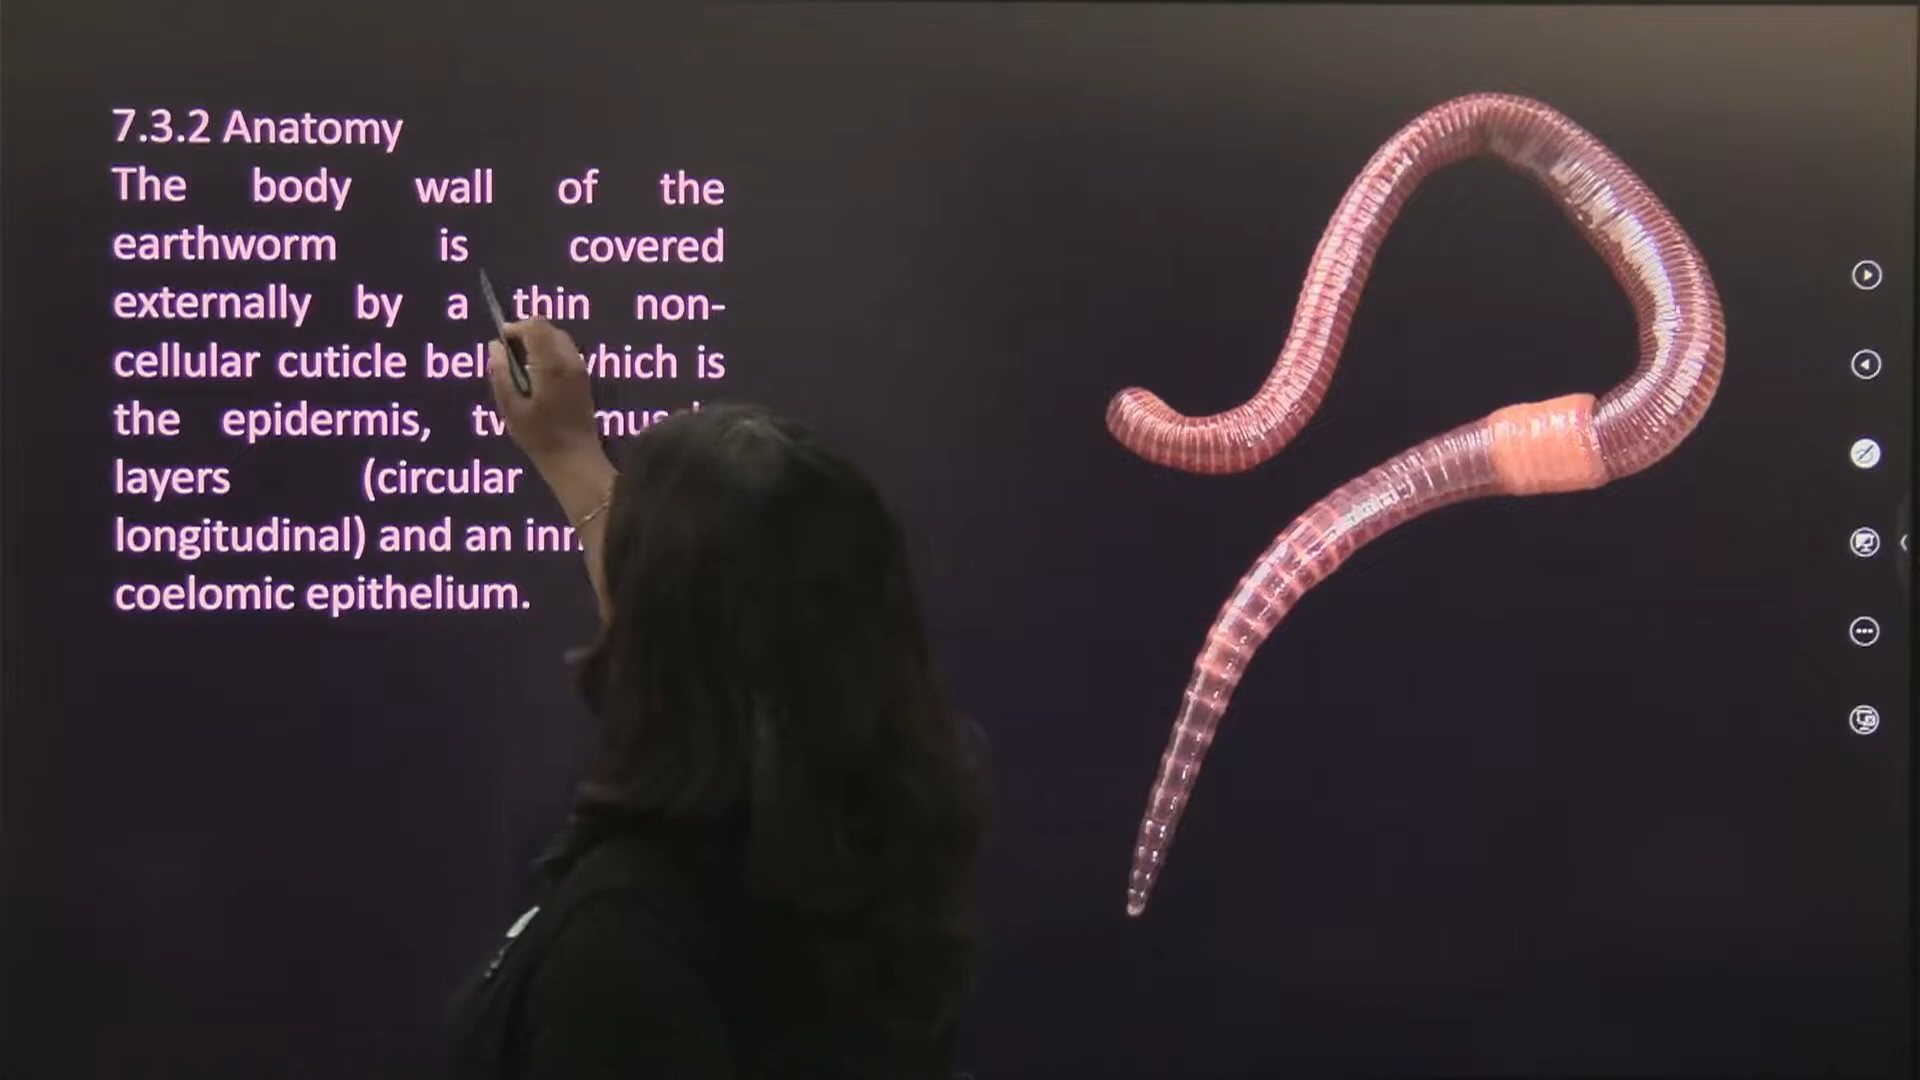 7.3.2 Anatomy
The body wall of the
earthworm is covered
externally by a thin non-
cellular cuticle which is
the epidermis,
layers (circular
longitudinal) and an
coelomic epithelium.